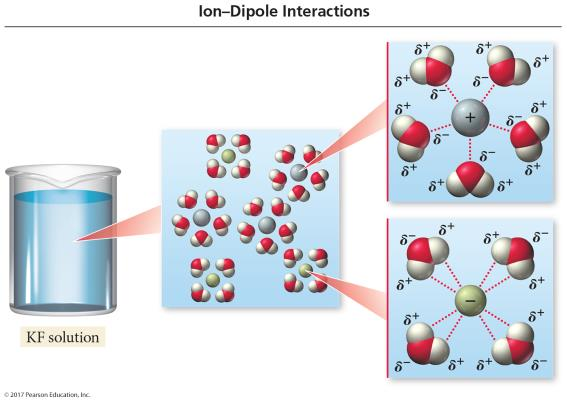 Ion–Dipole Interactions
δ+ δ+
δ+ δ− δ− δ+
+
δ+ δ− δ− δ+
δ+ δ− δ+
δ+ δ+
δ− δ+ δ+ δ−
δ+ δ+
−
δ+ δ+
δ− δ+ δ+ δ−
KF solution
© 2017 Pearson Education, Inc.